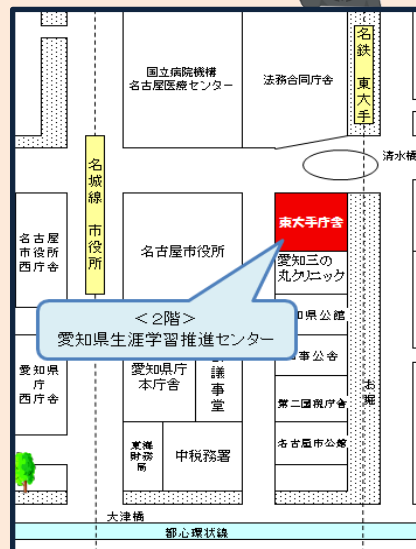 国立病院機構
名古屋医療センター
法務合同庁舎
名鉄 東大手
清水橋
名城線 市役所
名古屋
市役所
西庁舎
名古屋市役所
東大手庁舎
愛知三の
丸クリニック
県公館
<2階>
愛知県生涯学習推進センター
事公舎
愛知県
庁
西庁舎
愛知県庁
本庁舎
議事堂
お堀
第二国税庁舎
名古屋市公館
東海
財務
局
中税務署
大津橋
都心環状線